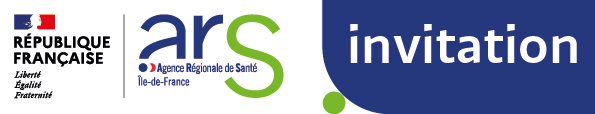 RÉPUBLIQUE
FRANÇAISE
Liberté
Égalité
Fraternité
ars
Agence Régionale de Santé
Île-de-France
invitation